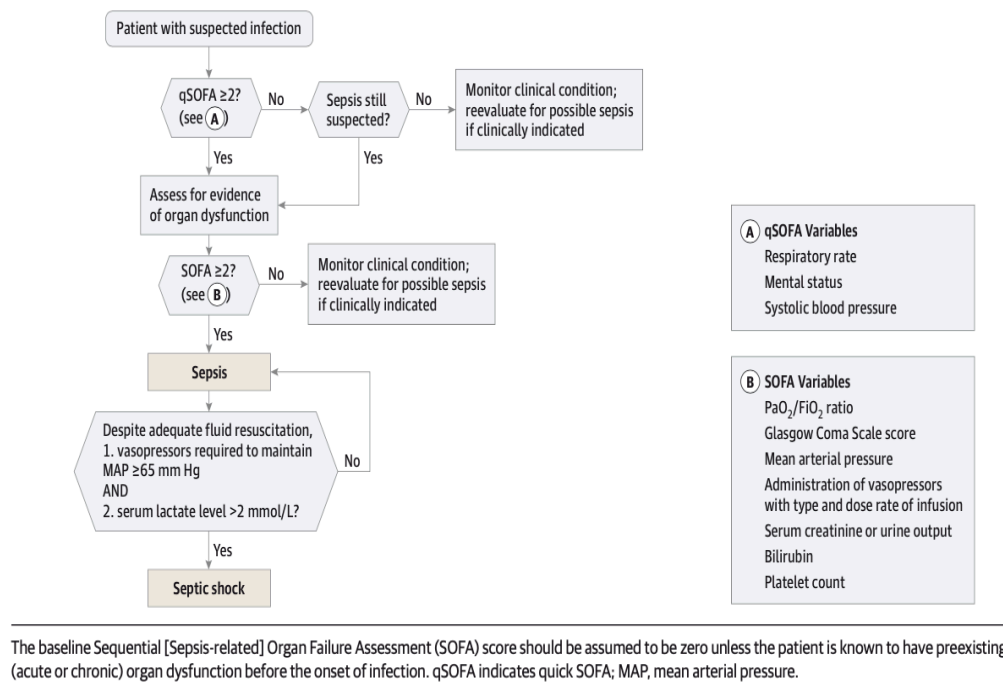 Patient with suspected infection
qSOFA ≥2?
(see A)
No
Sepsis still
suspected?
No
Monitor clinical condition;
reevaluate for possible sepsis
if clinically indicated
Yes
Yes
Assess for evidence
of organ dysfunction
SOFA ≥2?
(see B)
No
Monitor clinical condition;
reevaluate for possible sepsis
if clinically indicated
Yes
Sepsis
Despite adequate fluid resuscitation,
1. vasopressors required to maintain
MAP ≥65 mm Hg
AND
2. serum lactate level >2 mmol/L?
No
Yes
Septic shock
A qSOFA Variables
Respiratory rate
Mental status
Systolic blood pressure
B SOFA Variables
PaO₂/FiO₂ ratio
Glasgow Coma Scale score
Mean arterial pressure
Administration of vasopressors
with type and dose rate of infusion
Serum creatinine or urine output
Bilirubin
Platelet count
The baseline Sequential [Sepsis-related] Organ Failure Assessment (SOFA) score should be assumed to be zero unless the patient is known to have preexisting
(acute or chronic) organ dysfunction before the onset of infection. qSOFA indicates quick SOFA; MAP, mean arterial pressure.